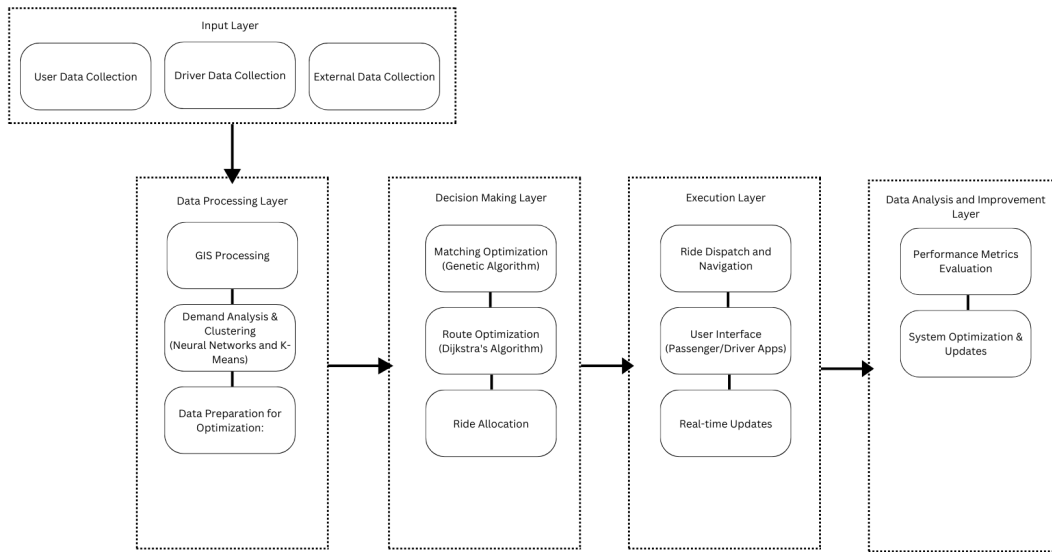 Input Layer
User Data Collection
Driver Data Collection
External Data Collection
Data Processing Layer
GIS Processing
Demand Analysis &
Clustering
(Neural Networks and K-
Means)
Data Preparation for
Optimization:
Decision Making Layer
Matching Optimization
(Genetic Algorithm)
Route Optimization
(Dijkstra's Algorithm)
Ride Allocation
Execution Layer
Ride Dispatch and
Navigation
User Interface
(Passenger/Driver Apps)
Real-time Updates
Data Analysis and Improvement
Layer
Performance Metrics
Evaluation
System Optimization &
Updates